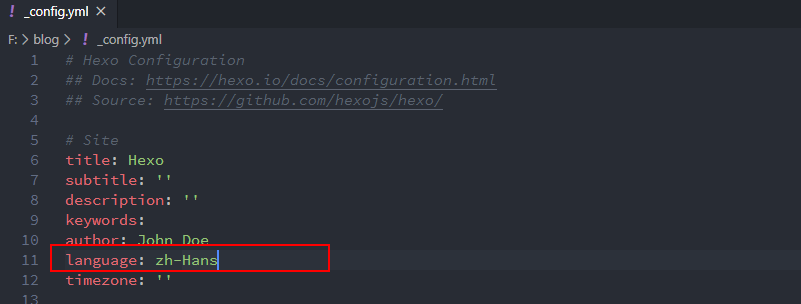 ! _config.yml ×
F: > blog > ! _config.yml
1 # Hexo Configuration
2 ## Docs: https://hexo.io/docs/configuration.html
3 ## Source: https://github.com/hexojs/hexo/
4
5 # Site
6 title: Hexo
7 subtitle: ''
8 description: ''
9 keywords:
10 author: John Doe
11 language: zh-Hans
12 timezone: ''
13